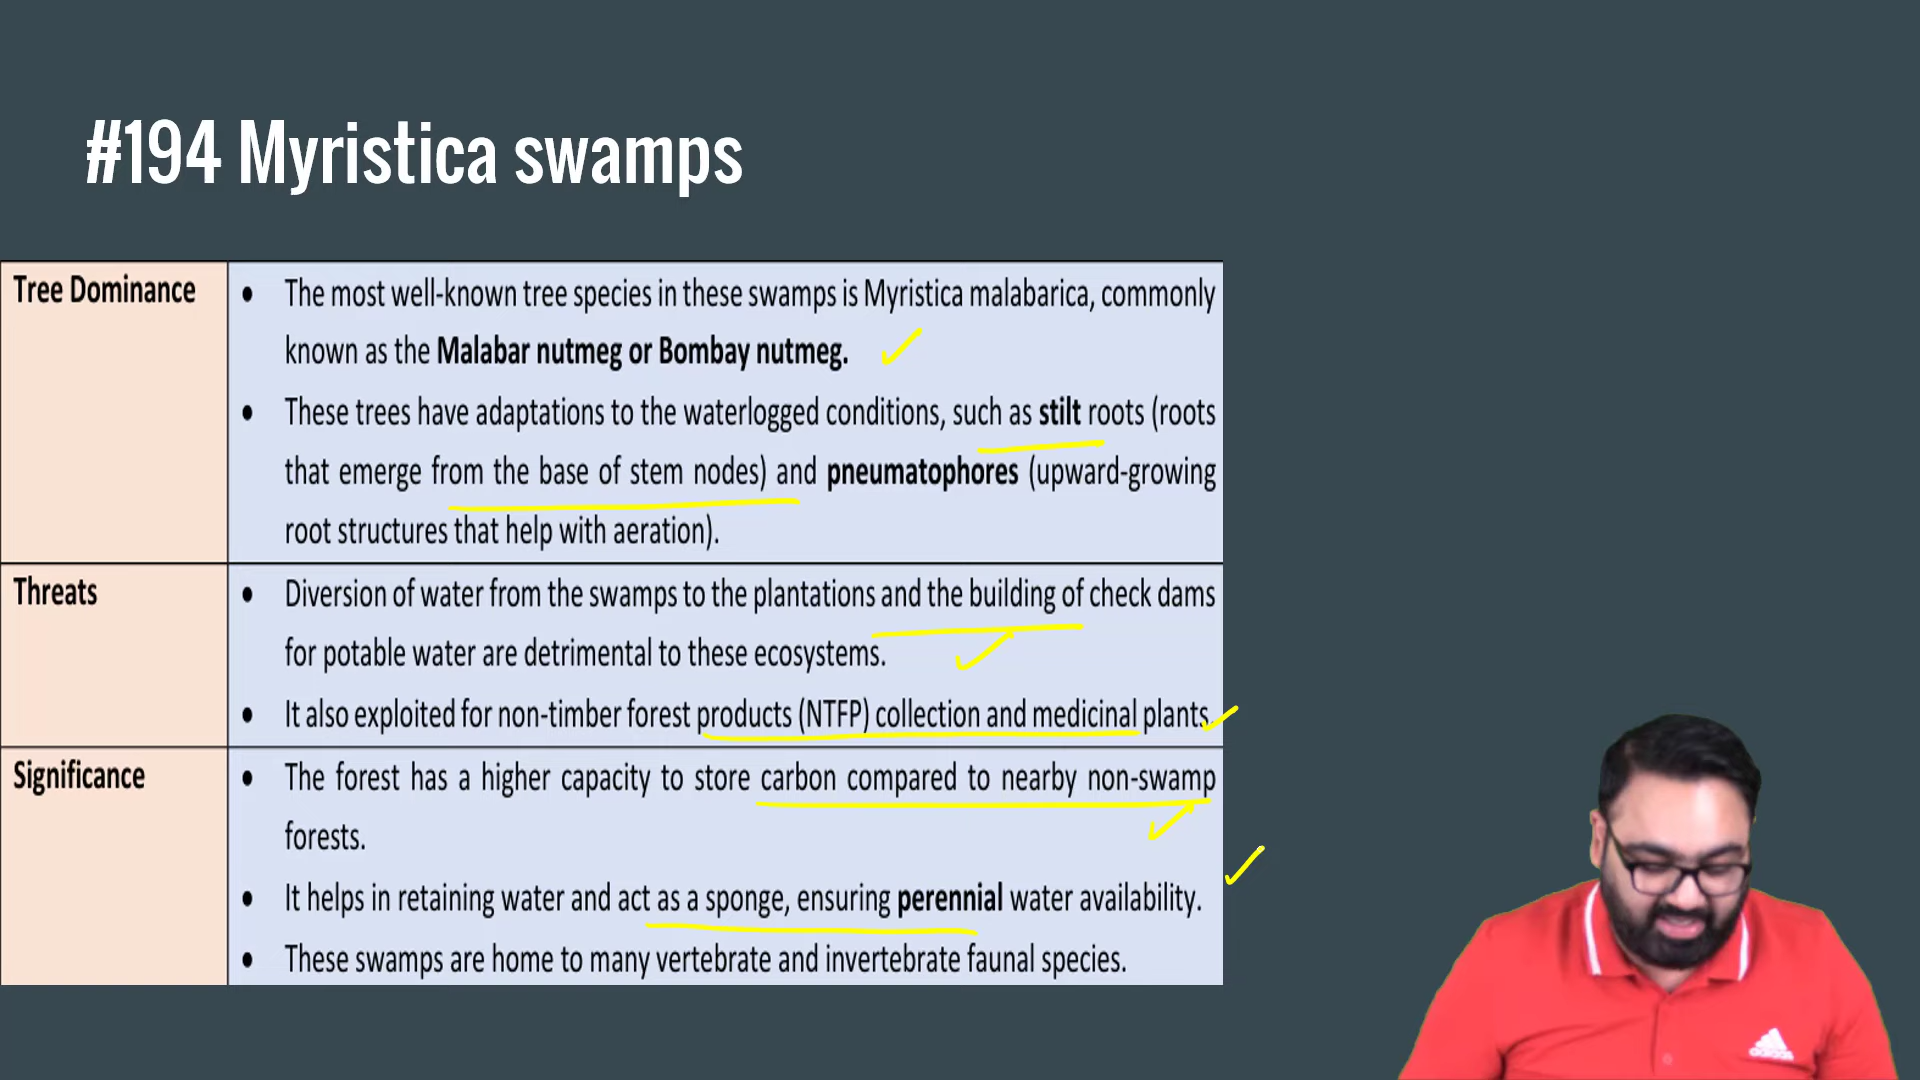 #194 Myristica swamps
Tree Dominance
• The most well-known tree species in these swamps is Myristica malabarica, commonly
known as the Malabar nutmeg or Bombay nutmeg.
• These trees have adaptations to the waterlogged conditions, such as stilt roots (roots
that emerge from the base of stem nodes) and pneumatophores (upward-growing
root structures that help with aeration).
Threats
• Diversion of water from the swamps to the plantations and the building of check dams
for potable water are detrimental to these ecosystems.
• It also exploited for non-timber forest products (NTFP) collection and medicinal plants.
Significance
• The forest has a higher capacity to store carbon compared to nearby non-swamp
forests.
• It helps in retaining water and act as a sponge, ensuring perennial water availability.
• These swamps are home to many vertebrate and invertebrate faunal species.
adidas